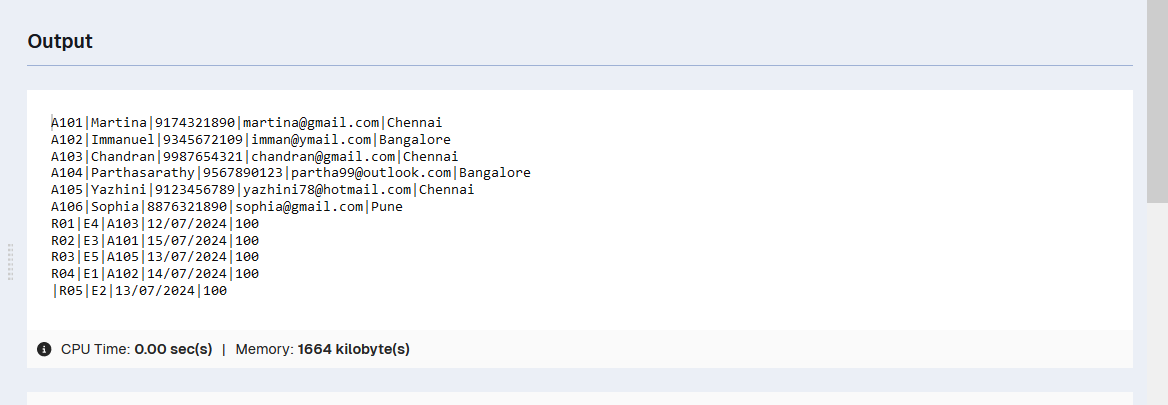 Output
A101|Martina|9174321890|martina@gmail.com|Chennai
A102|Immanuel|9345672109|imman@ymail.com|Bangalore
A103|Chandran|9987654321|chandran@gmail.com|Chennai
A104|Parthasarathy|9567890123|partha99@outlook.com|Bangalore
A105|Yazhini|9123456789|yazhini78@hotmail.com|Chennai
A106|Sophia|8876321890|sophia@gmail.com|Pune
R01|E4|A103|12/07/2024|100
R02|E3|A101|15/07/2024|100
R03|E5|A105|13/07/2024|100
R04|E1|A102|14/07/2024|100
|R05|E2|13/07/2024|100
CPU Time: 0.00 sec(s) | Memory: 1664 kilobyte(s)